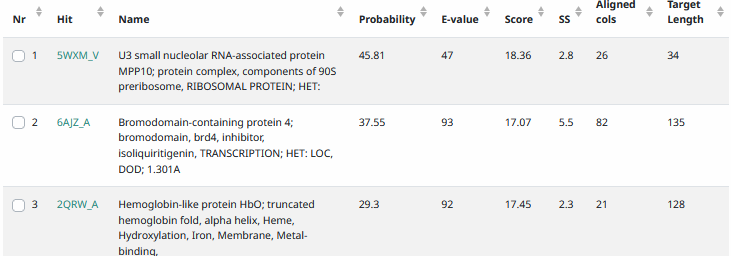 Nr Hit Name Probability E-value Score SS Aligned cols Target Length
1 5WXM_V U3 small nucleolar RNA-associated protein 45.81 47 18.36 2.8 26 34
MPP10; protein complex, components of 90S
preribosome, RIBOSOMAL PROTEIN; HET:
2 6AJZ_A Bromodomain-containing protein 4; 37.55 93 17.07 5.5 82 135
bromodomain, brd4, inhibitor,
isoliquiritigenin, TRANSCRIPTION; HET: LOC,
DOD; 1.301A
3 2QRW_A Hemoglobin-like protein HbO; truncated 29.3 92 17.45 2.3 21 128
hemoglobin fold, alpha helix, Heme,
Hydroxylation, Iron, Membrane, Metal-
binding,